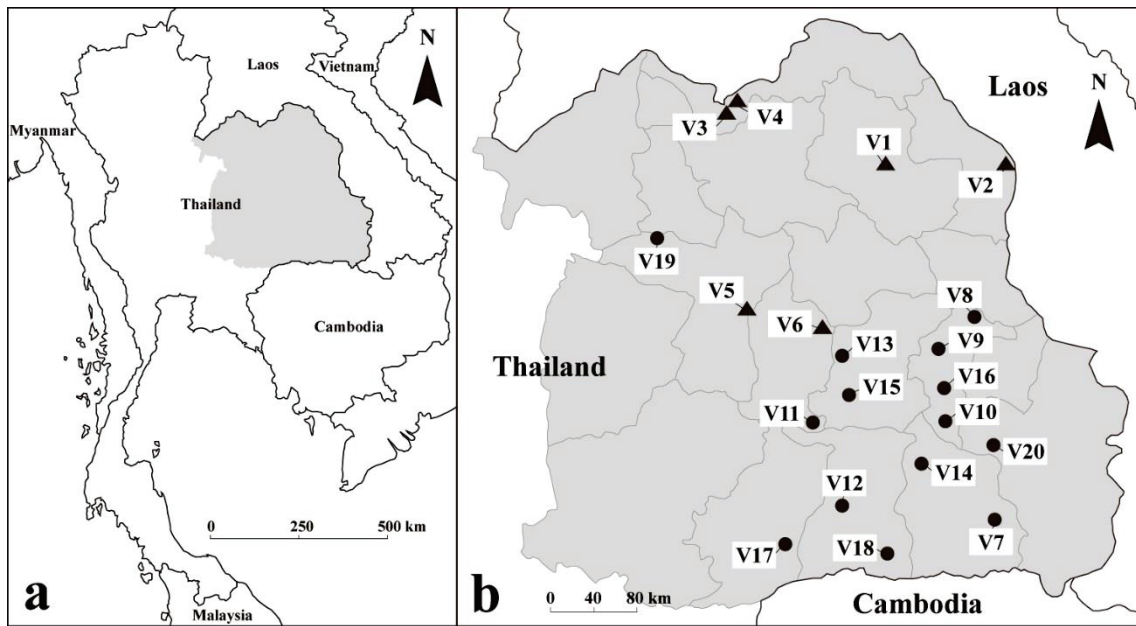 N
Laos
Vietnam
Myanmar
Thailand
Cambodia
0 250 500 km
Malaysia
a
Laos
N
V3 V4
V1
V2
V19
V5
V6
V8
V13
V9
V15
V16
V11
V10
Thailand
V20
V14
V12
V7
V17
V18
0 40 80 km
Cambodia
b